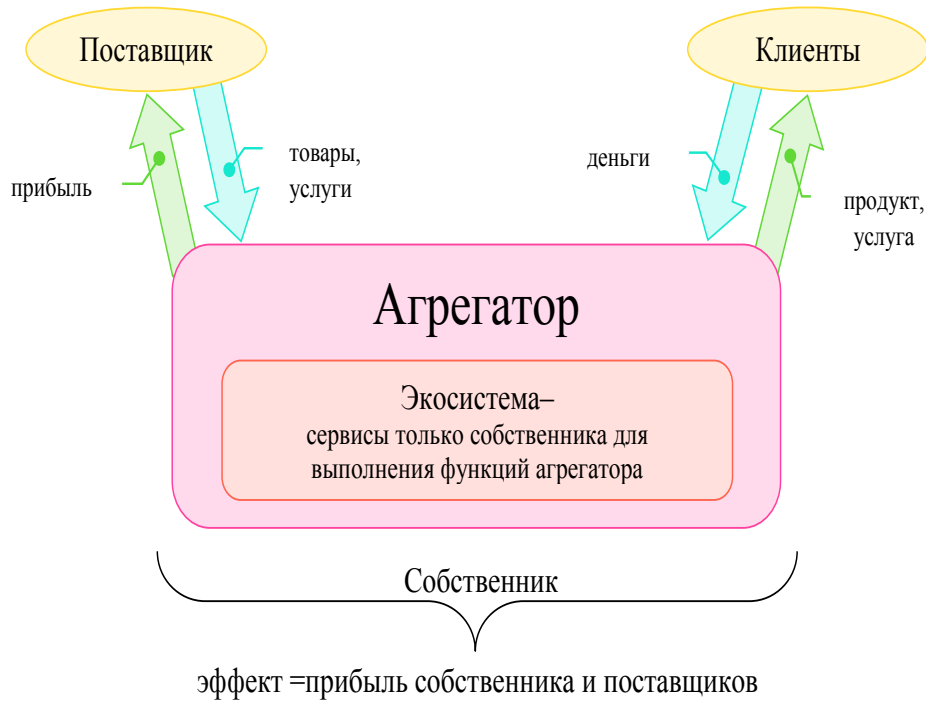 Поставщик
Клиенты
товары,
услуги
деньги
прибыль
продукт,
услуга
Агрегатор
Экосистема–
сервисы только собственника для
выполнения функций агрегатора
Собственник
эффект =прибыль собственника и поставщиков